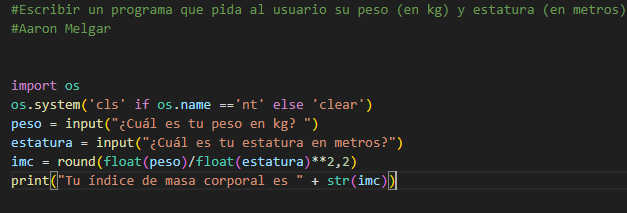 #Escribir un programa que pida al usuario su peso (en kg) y estatura (en metros)
#Aaron Melgar
import os
os.system('cls' if os.name =='nt' else 'clear')
peso = input("¿Cuál es tu peso en kg? ")
estatura = input("¿Cuál es tu estatura en metros?")
imc = round(float(peso)/float(estatura)**2,2)
print("Tu índice de masa corporal es " + str(imc))